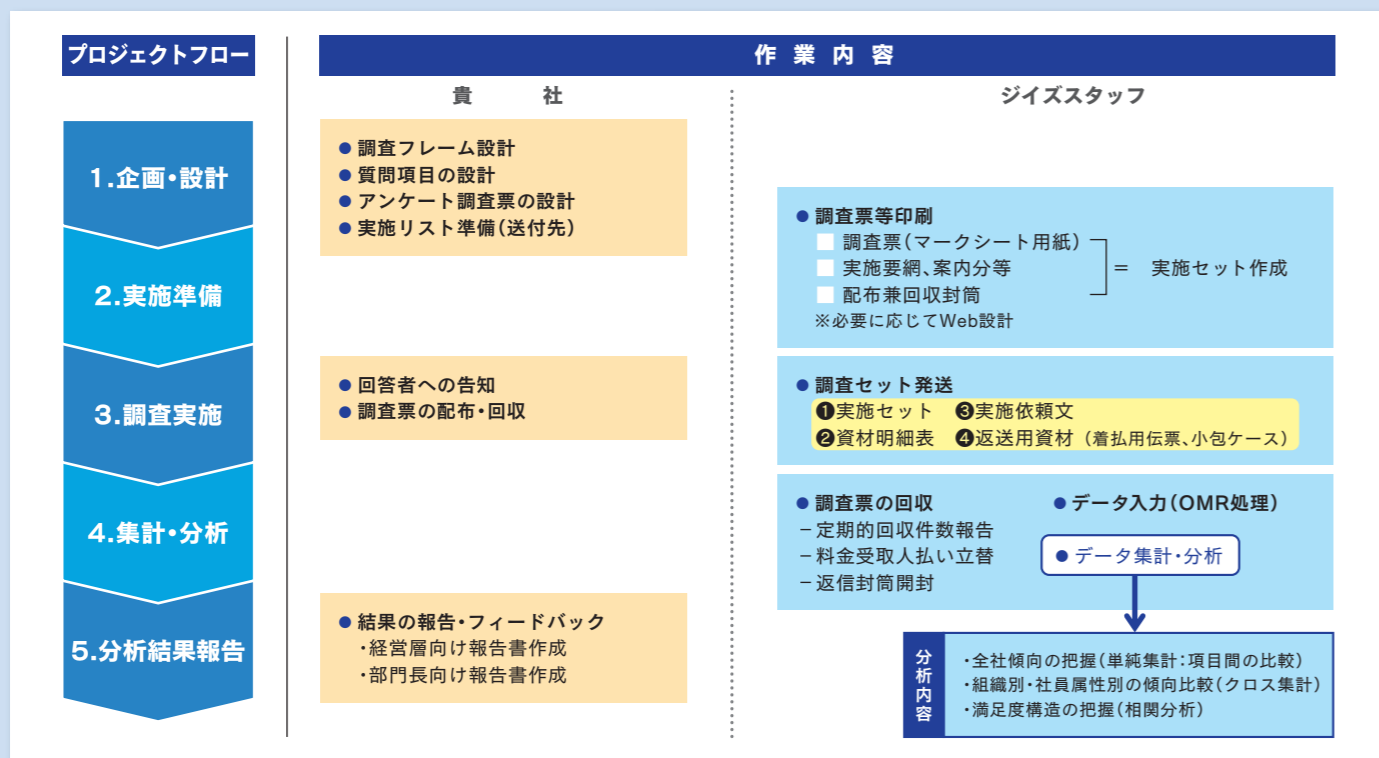 プロジェクトフロー
作業内容
貴社
ジイズスタッフ
1.企画・設計
2.実施準備
3.調査実施
4.集計・分析
5.分析結果報告
●調査フレーム設計
●質問項目の設計
●アンケート調査票の設計
●実施リスト準備(送付先)
●調査票等印刷
調査票(マークシート用紙)
実施要網、案内分等
配布兼回収封筒
= 実施セット作成
※必要に応じてWeb設計
●回答者への告知
●調査票の配布・回収
●調査セット発送
❶実施セット ❸実施依頼文
❷資材明細表 ❹返送用資材(着払用伝票、小包ケース)
●調査票の回収
−定期的回収件数報告
−料金受取人払い立替
−返信封筒開封
●データ入力(OMR処理)
●データ集計・分析
●結果の報告・フィードバック
・経営層向け報告書作成
・部門長向け報告書作成
分析内容
・全社傾向の把握(単純集計:項目間の比較)
・組織別・社員属性別の傾向比較(クロス集計)
・満足度構造の把握(相関分析)